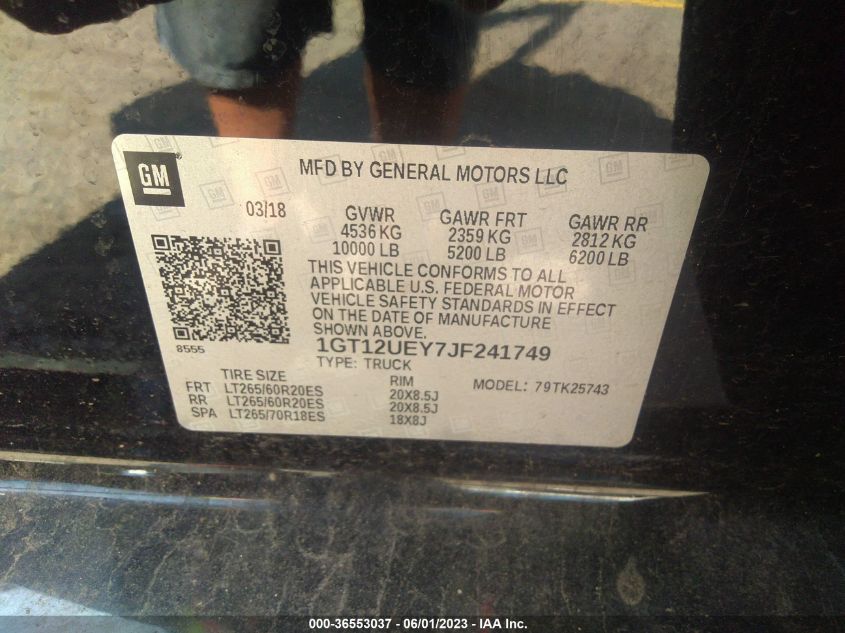 GM
MFD BY GENERAL MOTORS LLC
03/18
GVWR
4536 KG
10000 LB
GAWR FRT
2359 KG
5200 LB
GAWR RR
2812 KG
6200 LB
THIS VEHICLE CONFORMS TO ALL
APPLICABLE U.S. FEDERAL MOTOR
VEHICLE SAFETY STANDARDS IN EFFECT
ON THE DATE OF MANUFACTURE
SHOWN ABOVE.
8555
1GT12UEY7JF241749
TYPE: TRUCK
TIRE SIZE RIM MODEL: 79TK25743
FRT LT265/60R20ES 20X8.5J
RR LT265/60R20ES 20X8.5J
SPA LT265/70R18ES 18X8J
000-36553037 - 06/01/2023 - IAA Inc.